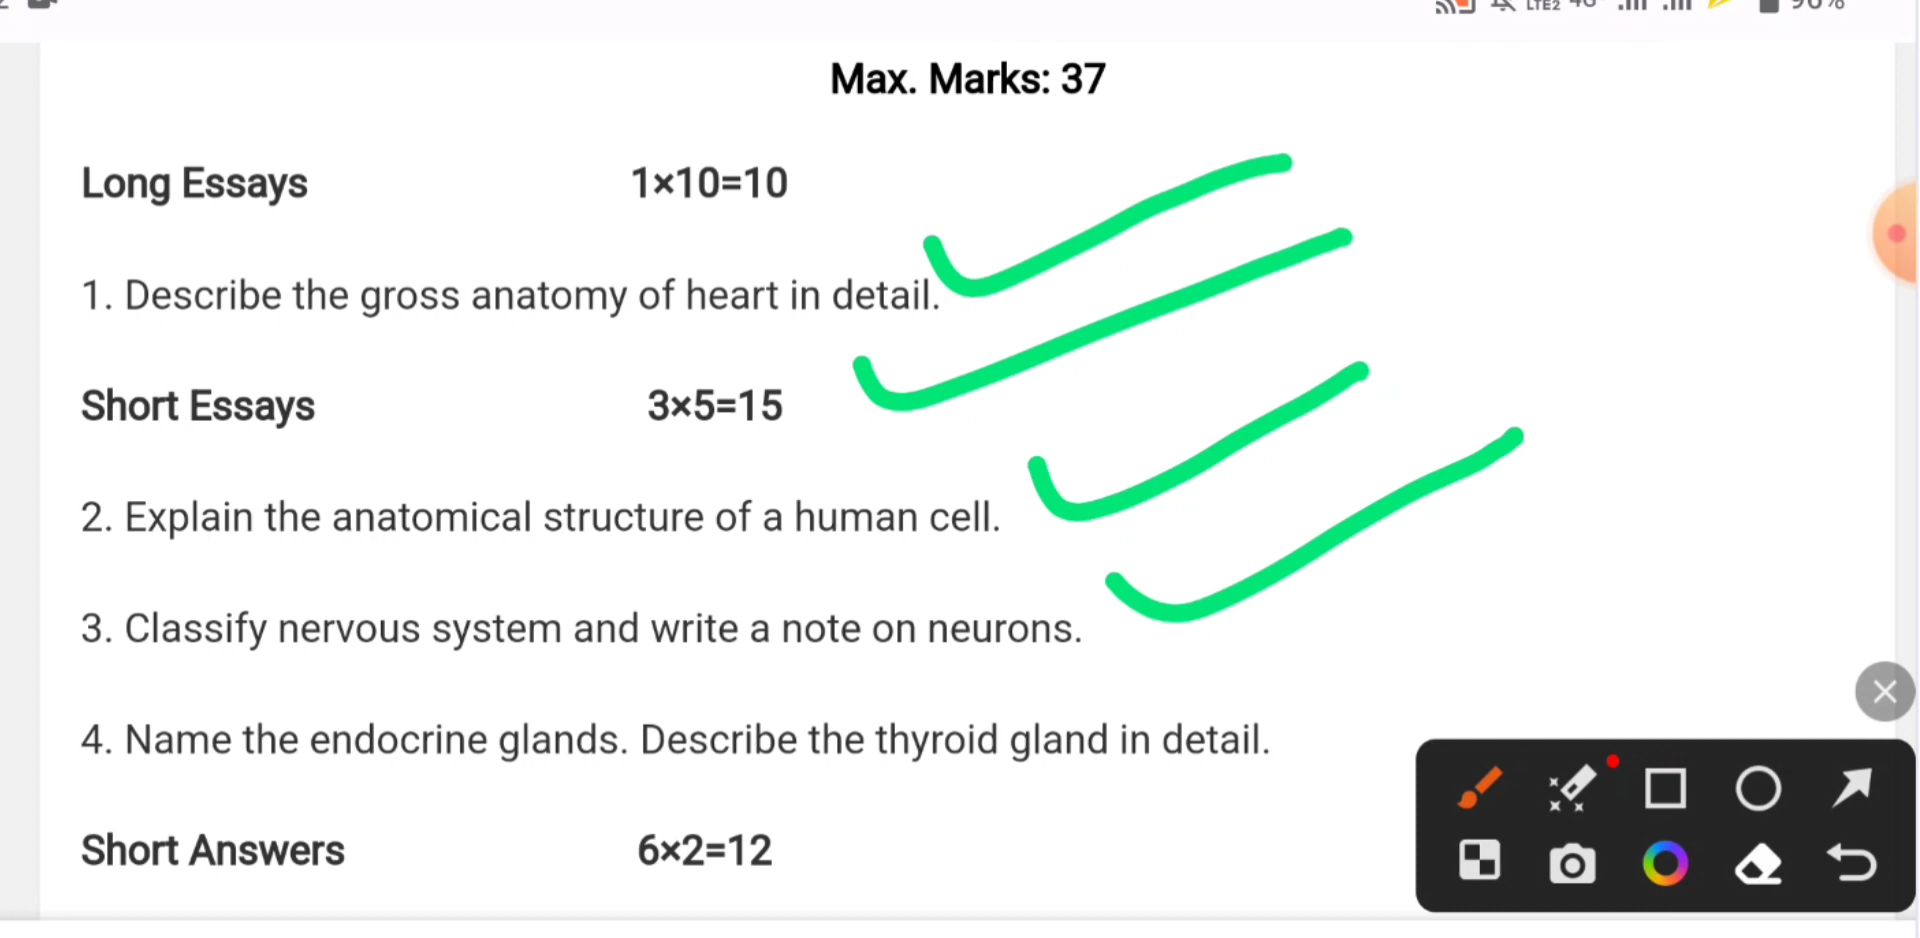 Max. Marks: 37
Long Essays 1×10=10
1. Describe the gross anatomy of heart in detail.
Short Essays 3×5=15
2. Explain the anatomical structure of a human cell.
3. Classify nervous system and write a note on neurons.
4. Name the endocrine glands. Describe the thyroid gland in detail.
Short Answers 6×2=12